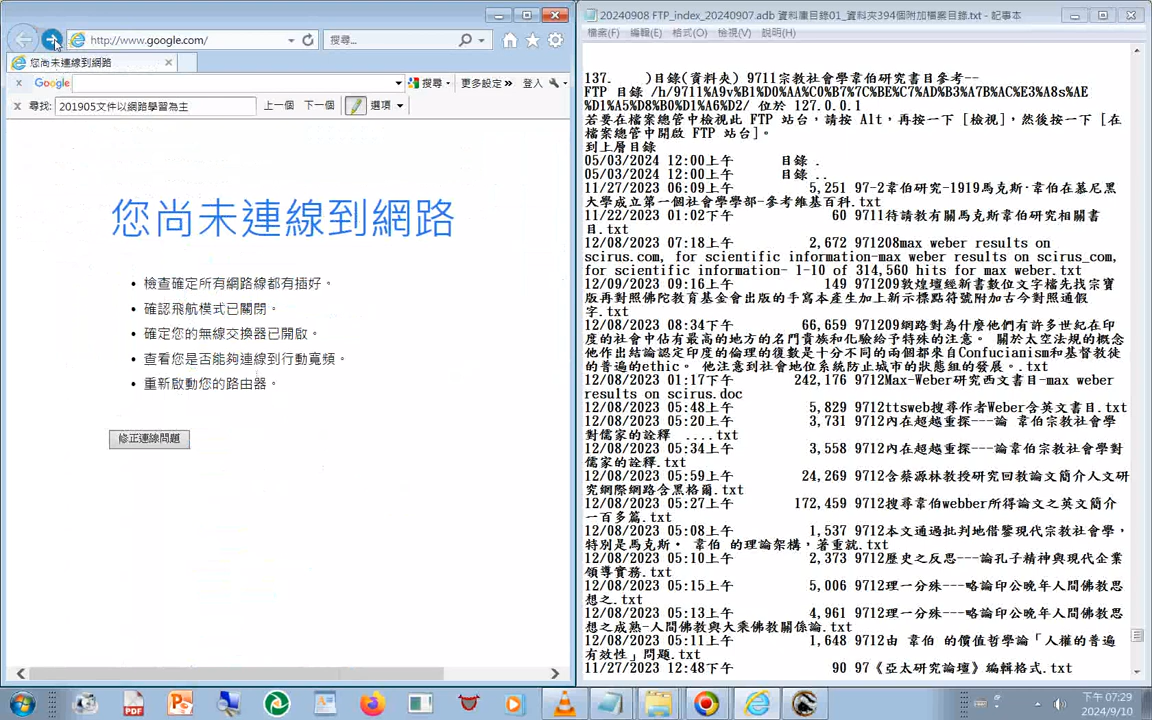 http://www.google.com/
搜尋...
您尚未連線到網路
Google
搜尋
更多設定 »
登入
尋找: 201905文件以網路學習為主
上一個
下一個
選項
您尚未連線到網路
檢查確定所有網路線都有插好。
確認飛航模式已關閉。
確定您的無線交換器已開啟。
查看您是否能夠連線到行動寬頻。
重新啟動您的路由器。
修正連線問題
20240908 FTP_index_20240907.adb 資料庫目錄01_資料夾394個附加檔案目錄.txt - 記事本
檔案(F) 編輯(E) 格式(O) 檢視(V) 說明(H)
137. )目錄(資料夾) 9711宗教社會學韋伯研究書目參考--
FTP 目錄 /h/9711%A9v%B1%D0%AA%C0%B7%7C%BE%C7%AD%B3%A7B%AC%E3%A8s%AE
%D1%A5%D8%B0%D1%A6%D2/ 位於 127.0.0.1
若要在檔案總管中檢視此 FTP 站台，請按 Alt，再按一下 [檢視]，然後按一下 [在
檔案總管中開啟 FTP 站台]。
到上層目錄
05/03/2024 12:00上午 目錄 .
05/03/2024 12:00上午 目錄 ..
11/27/2023 06:09上午 5,251 97-2韋伯研究-1919馬克斯·韋伯在慕尼黑
大學成立第一個社會學學部-參考維基百科.txt
11/22/2023 01:02下午 60 9711待請教有關馬克斯韋伯研究相關書
目.txt
12/08/2023 07:18上午 2,672 971208max weber results on
scirus.com, for scientific information-max weber results on scirus_com,
for scientific information- 1-10 of 314,560 hits for max weber.txt
12/09/2023 09:16上午 149 971209敦煌壇經新書數位文字檔先找宗寶
版再對照佛陀教育基金會出版的手寫本產生加上新示標點符號附加古今對照通假
字.txt
12/08/2023 08:34下午 66,659 971209網路對為什麼他們有許多世紀在印
度的社會中佔有最高的地方的名門貴族和化驗給予特殊的注意。 關於太空法規的概念
他作出結論認定印度的倫理的復數是十分不同的兩個都來自Confucianism和基督教徒
的普遍的ethic。 他注意到社會地位系統防止城市的狀態組的發展。.txt
12/08/2023 01:17下午 242,176 9712Max-Weber研究西文書目-max weber
results on scirus.doc
12/08/2023 05:48上午 5,829 9712ttsweb搜尋作者Weber含英文書目.txt
12/08/2023 05:20上午 3,731 9712內在超越重探---論 韋伯宗教社會學
對儒家的詮釋 ....txt
12/08/2023 05:34上午 3,558 9712內在超越重探---論韋伯宗教社會學對
儒家的詮釋.txt
12/08/2023 05:59上午 24,269 9712含蔡源林教授研究回教論文簡介人文研
究網際網路含黑格爾.txt
12/08/2023 05:27上午 172,459 9712搜尋韋伯webber所得論文之英文簡介
一百多篇.txt
12/08/2023 05:08上午 1,537 9712本文通過批判地借鑒現代宗教社會學，
特別是馬克斯· 韋伯 的理論架構，著重就.txt
12/08/2023 05:10上午 2,373 9712歷史之反思---論孔子精神與現代企業
領導實務.txt
12/08/2023 05:15上午 5,006 9712理一分殊---略論印公晚年人間佛教思
想之.txt
12/08/2023 05:13上午 4,961 9712理一分殊---略論印公晚年人間佛教思
想之成熟-人間佛教與大乘佛教關係論.txt
12/08/2023 05:11上午 1,648 9712由 韋伯 的價值哲學論「人權的普遍
有效性」問題.txt
11/27/2023 12:48下午 90 97《亞太研究論壇》編輯格式.txt
下午 07:29
2024/9/10